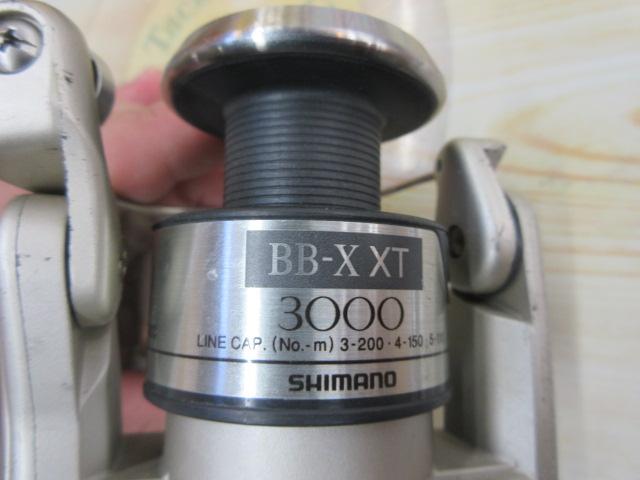 BB-X XT
3000
LINE CAP. (No.-m) 3-200 · 4-150
SHIMANO